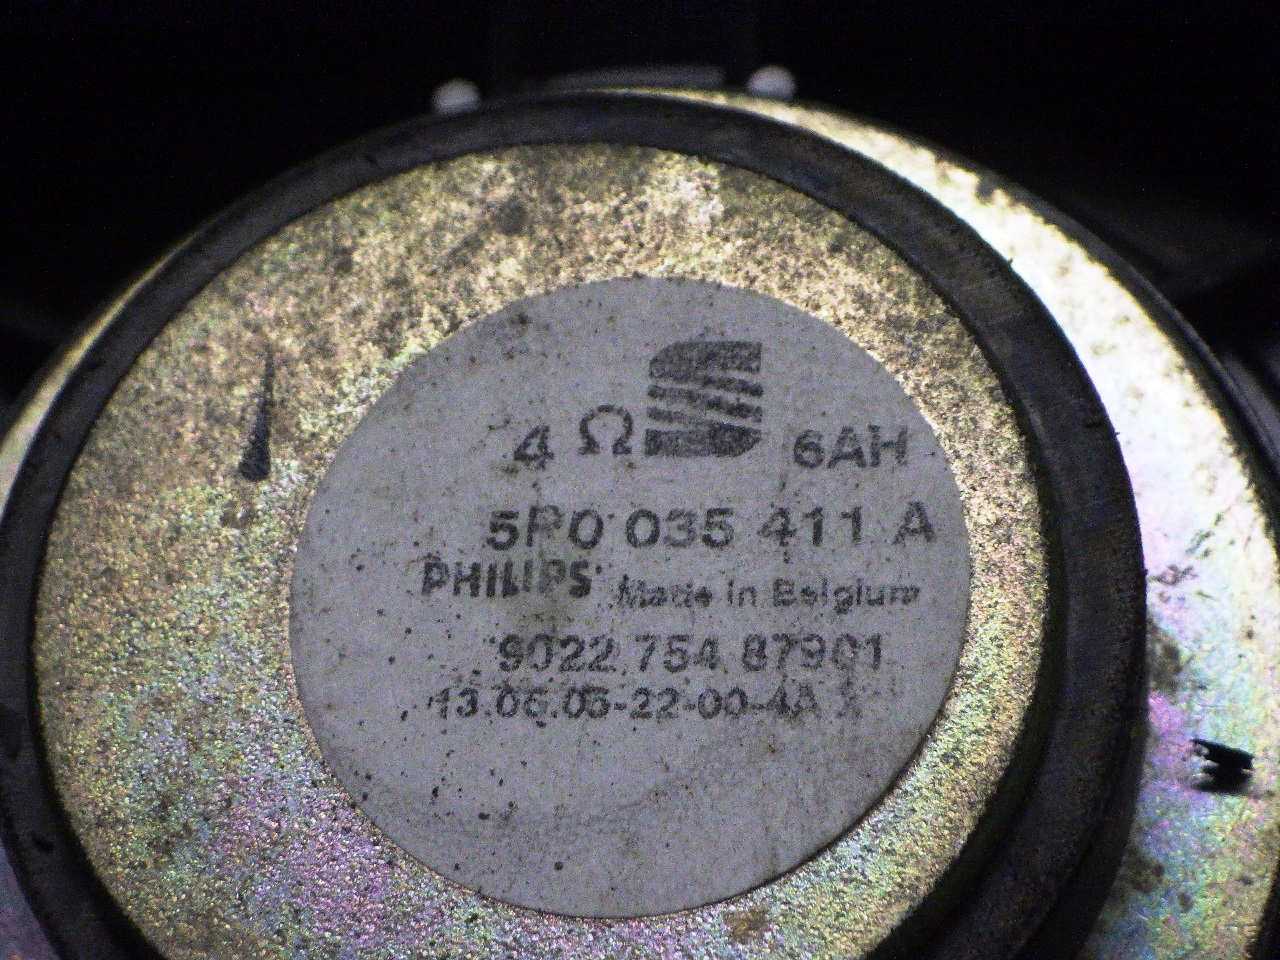 4 Ω 6AH
5P0 035 411 A
PHILIPS Made in Belgium
9022 754 87901
13.06.05-22-00-4A X